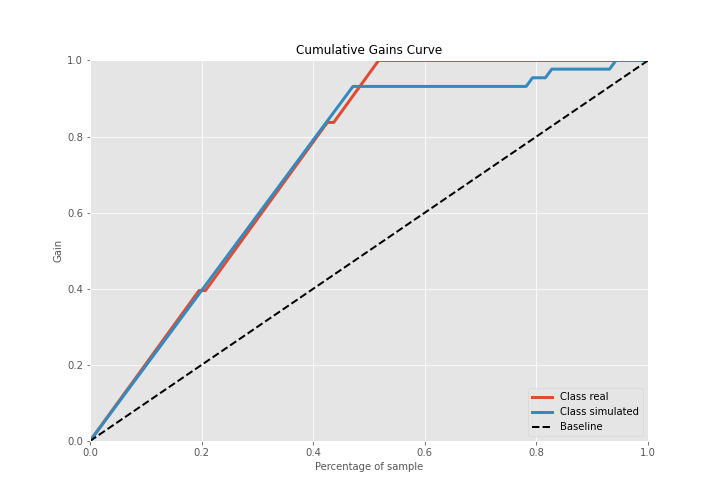 Cumulative Gains Curve
1.0
0.8
0.6
0.4
0.2
0.0
Gain
0.0 0.2 0.4 0.6 0.8 1.0
Percentage of sample
Class real
Class simulated
Baseline